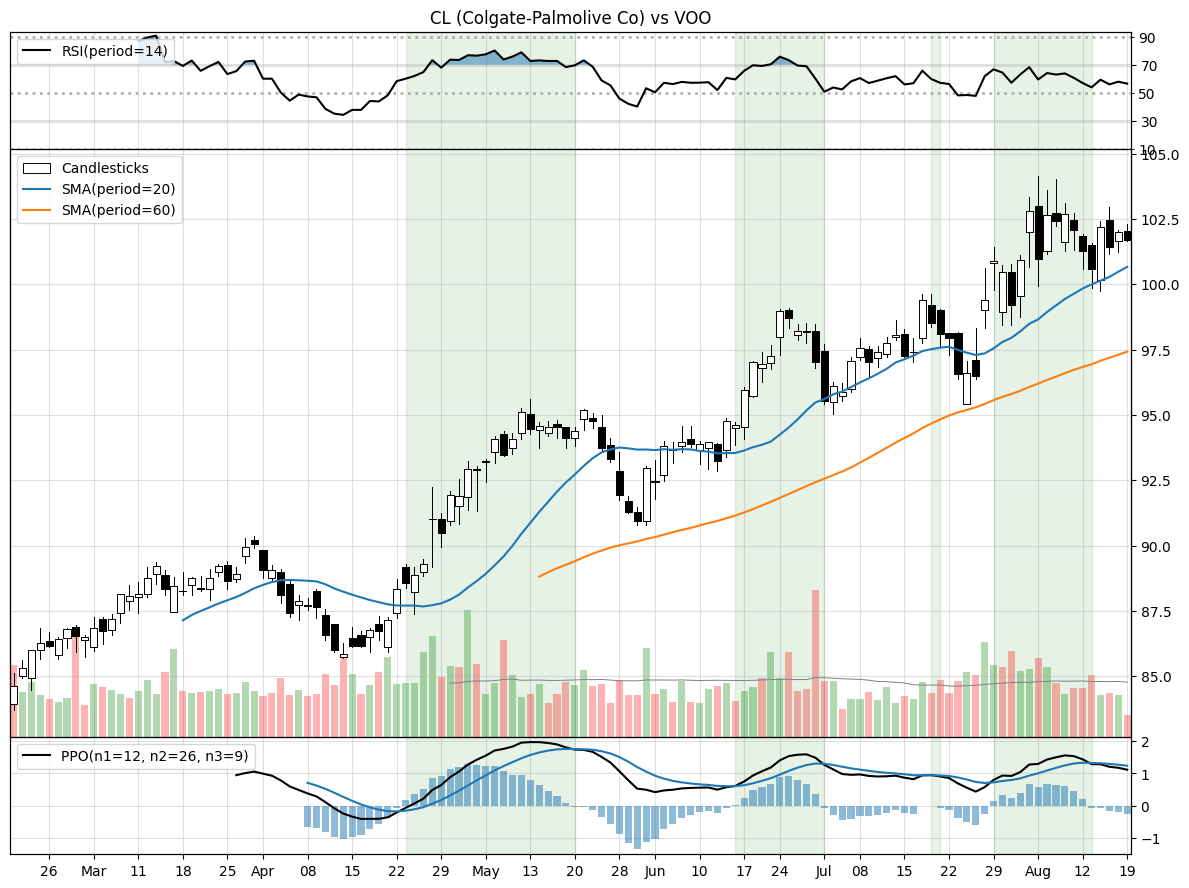 CL (Colgate-Palmolive Co) vs VOO
RSI(period=14)
90
70
50
30
10
Candlesticks
SMA(period=20)
SMA(period=60)
105.0
102.5
100.0
97.5
95.0
92.5
90.0
87.5
85.0
PPO(n1=12, n2=26, n3=9)
2
1
0
−1
26 Mar 11 18 25 Apr 08 15 22 29 May 13 20 28 Jun 10 17 24 Jul 08 15 22 29 Aug 12 19